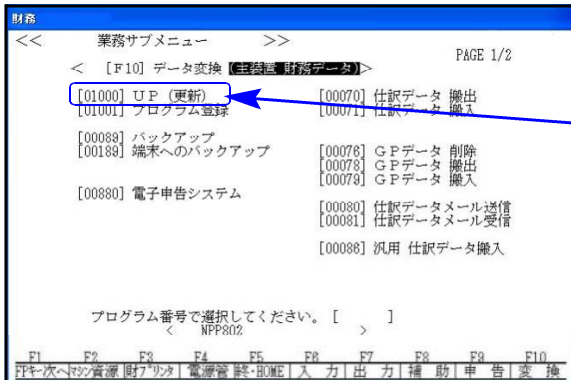 財務
<< 業務サブメニュー >>
PAGE 1/2
< [F10] データ変換 【主装置 財務データ】>
[01000] UP (更新) [00070] 仕訳データ 搬出
[01001] プログラム登録 [00071] 仕訳データ 搬入
[00089] バックアップ
[00189] 端末へのバックアップ [00076] GPデータ 削除
[00078] GPデータ 搬出
[00079] GPデータ 搬入
[00880] 電子申告システム
[00080] 仕訳データメール送信
[00081] 仕訳データメール受信
[00086] 汎用 仕訳データ搬入
プログラム番号で選択してください。 [ ]
< NPP802 >
F1 F2 F3 F4 F5 F6 F7 F8 F9 F10
FPキー次へ マシン資源 財プリンタ 電源管 終・HOME 入 力 出 力 補 助 申 告 変 換